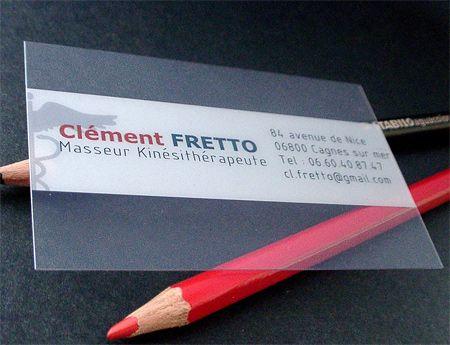 Clément FRETTO
Masseur Kinésithérapeute
84 avenue de Nice
06800 Cagnes sur mer
Tel : 06.60.40.87.47
cl.fretto@gmail.com